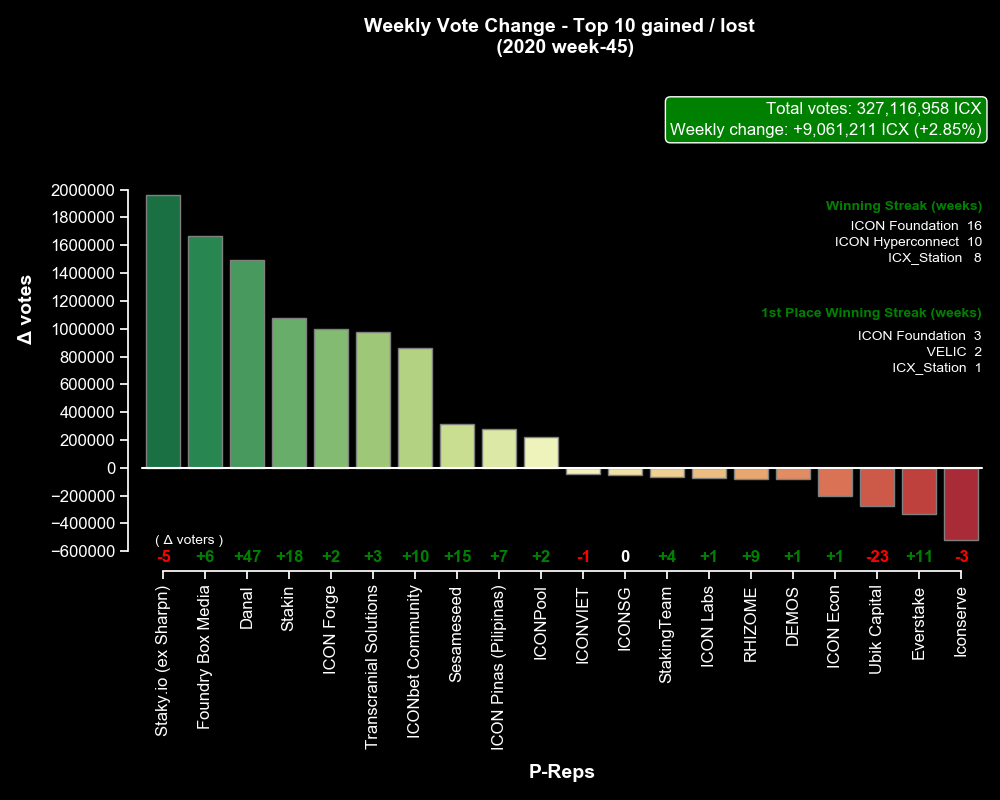 Weekly Vote Change - Top 10 gained / lost
(2020 week-45)
Total votes: 327,116,958 ICX
Weekly change: +9,061,211 ICX (+2.85%)
Winning Streak (weeks)
ICON Foundation 16
ICON Hyperconnect 10
ICX_Station 8
1st Place Winning Streak (weeks)
ICON Foundation 3
VELIC 2
ICX_Station 1
Δ votes
2000000
1800000
1600000
1400000
1200000
1000000
800000
600000
400000
200000
0
−200000
−400000
−600000
( Δ voters )
-5 +6 +47 +18 +2 +3 +10 +15 +7 +2 -1 0 +4 +1 +9 +1 +1 -23 +11 -3
Staky.io (ex Sharpn)
Foundry Box Media
Danal
Stakin
ICON Forge
Transcranial Solutions
ICONbet Community
Sesameseed
ICON Pinas (Pilipinas)
ICONPool
ICONVIET
ICONSG
StakingTeam
ICON Labs
RHIZOME
DEMOS
ICON Econ
Ubik Capital
Everstake
Iconserve
P-Reps